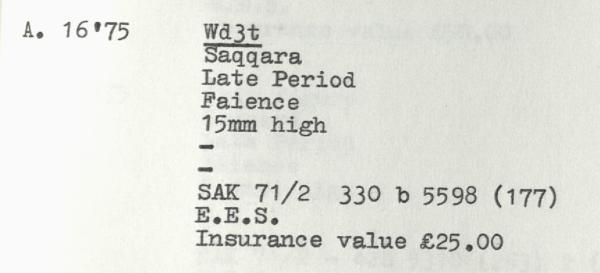 A. 16'75 Wd3t
Saqqara
Late Period
Faience
15mm high
-
-
SAK 71/2 330 b 5598 (177)
E.E.S.
Insurance value £25.00